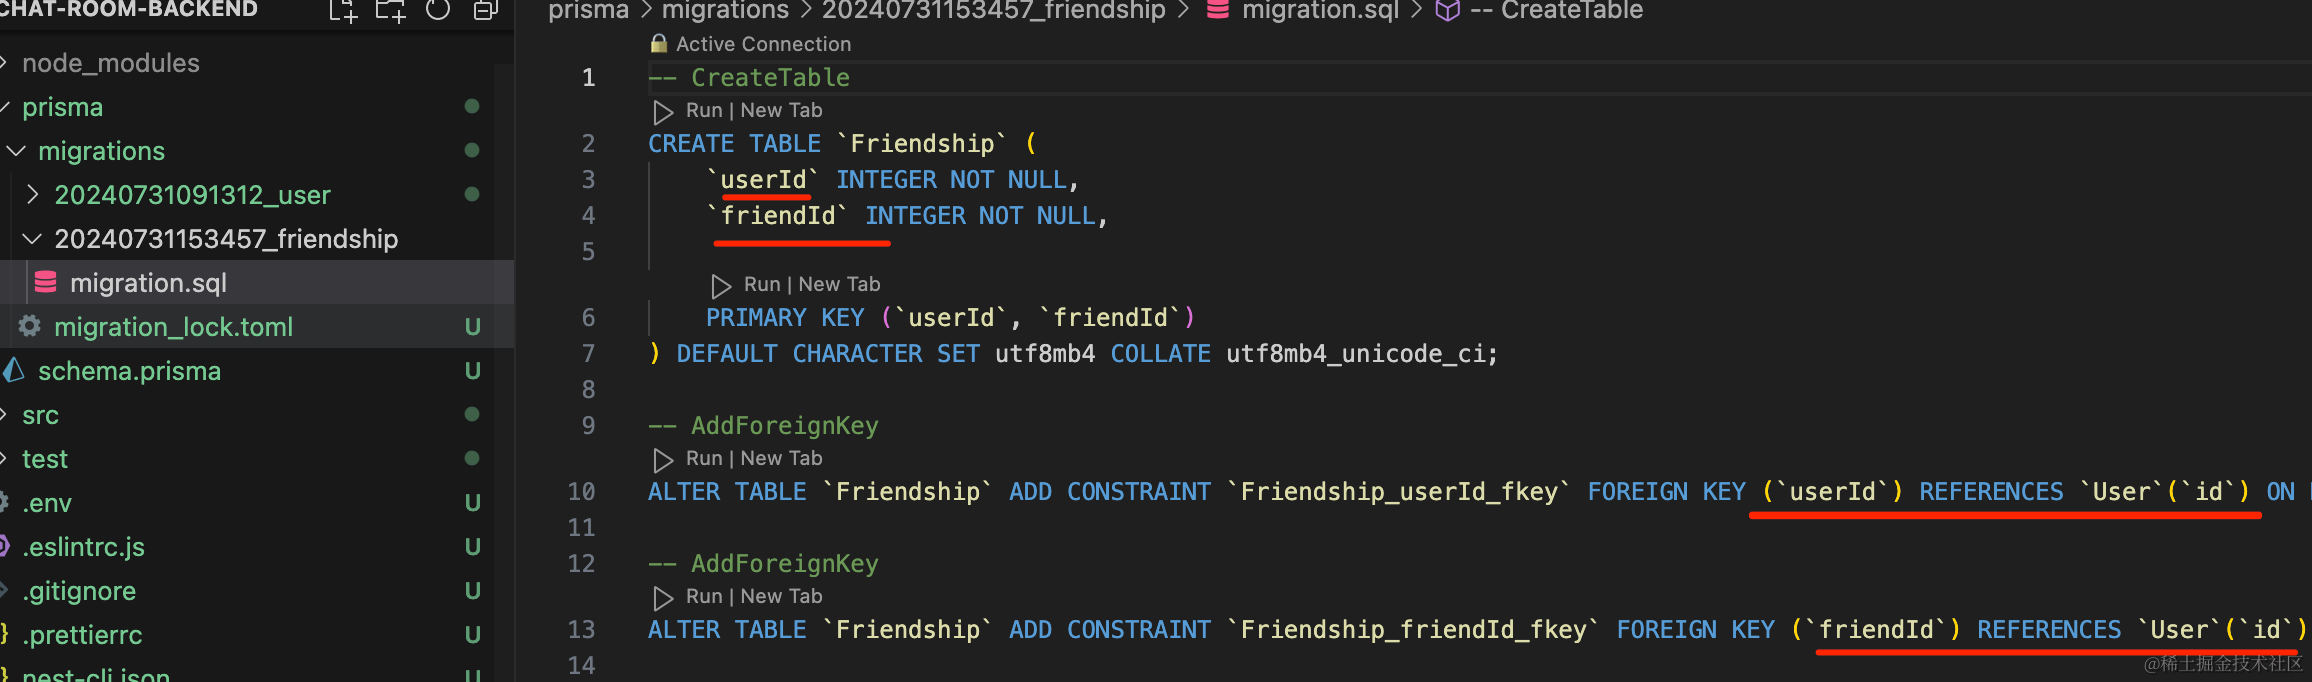 CHAT-ROOM-BACKEND
node_modules
prisma
migrations
20240731091312_user
20240731153457_friendship
migration.sql
migration_lock.toml U
schema.prisma U
src
test
.env U
.eslintrc.js U
.gitignore U
.prettierrc U
nest-cli.json U
prisma > migrations > 20240731153457_friendship > migration.sql > -- CreateTable
Active Connection
1 -- CreateTable
Run | New Tab
2 CREATE TABLE `Friendship` (
3 `userId` INTEGER NOT NULL,
4 `friendId` INTEGER NOT NULL,
5
Run | New Tab
6 PRIMARY KEY (`userId`, `friendId`)
7 ) DEFAULT CHARACTER SET utf8mb4 COLLATE utf8mb4_unicode_ci;
8
9 -- AddForeignKey
Run | New Tab
10 ALTER TABLE `Friendship` ADD CONSTRAINT `Friendship_userId_fkey` FOREIGN KEY (`userId`) REFERENCES `User`(`id`) ON
11
12 -- AddForeignKey
Run | New Tab
13 ALTER TABLE `Friendship` ADD CONSTRAINT `Friendship_friendId_fkey` FOREIGN KEY (`friendId`) REFERENCES `User`(`id`)
14
@稀土掘金技术社区